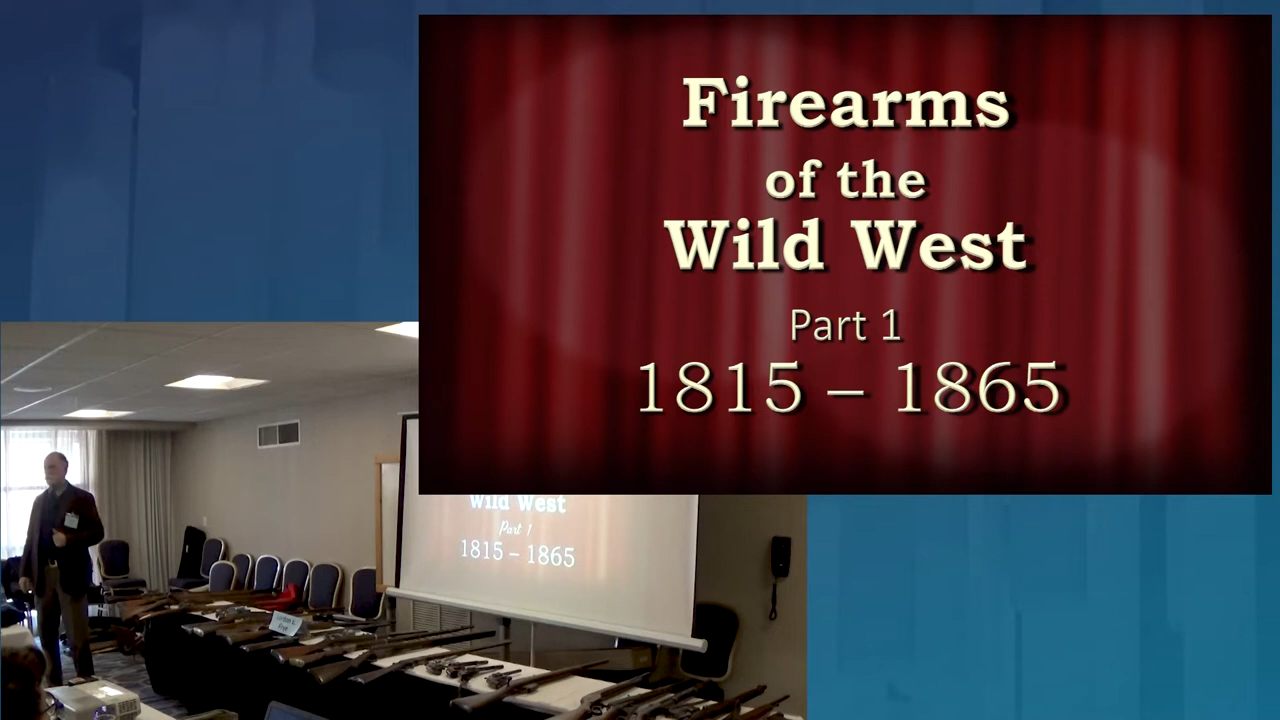 Firearms
of the
Wild West
Part 1
1815 – 1865
Wild West
Part 1
1815 – 1865